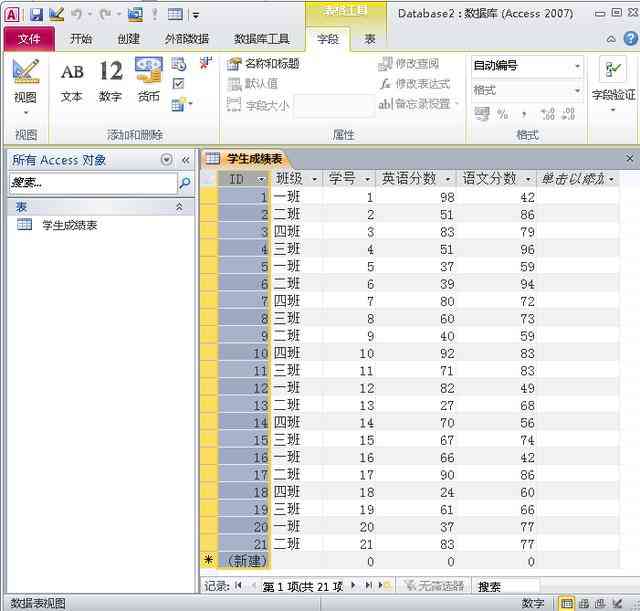 表格工具
Database2：数据库 (Access 2007)
文件 开始 创建 外部数据 数据库工具 字段 表
视图
AB
文本
12
数字
货币
视图
添加和删除
名称和标题
默认值
字段大小
修改查阅
修改表达式
ab|备忘录设置
属性
自动编号
格式
% ,
格式
字段验证
所有 Access 对象
搜索...
表
学生成绩表
学生成绩表
ID 班级 学号 英语分数 语文分数 单击以添加
1 一班 1 98 42
2 二班 2 51 86
3 四班 3 83 79
4 三班 4 51 96
5 一班 5 37 59
6 二班 6 39 94
7 四班 7 80 72
8 三班 8 60 73
9 二班 9 40 59
10 四班 10 92 83
11 三班 11 71 83
12 一班 12 82 49
13 二班 13 27 68
14 四班 14 70 56
15 三班 15 67 74
16 一班 16 66 42
17 二班 17 90 86
18 四班 18 24 60
19 三班 19 61 66
20 一班 20 37 77
21 二班 21 83 77
* (新建) 0 0 0
记录: 第 1 项(共 21 项 无筛选器 搜索
数据表视图 数字